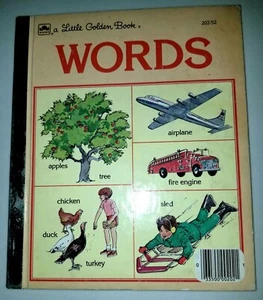 a Little Golden Book®
202-52
WORDS
airplane
apples
tree
fire engine
chicken
duck
turkey
sled